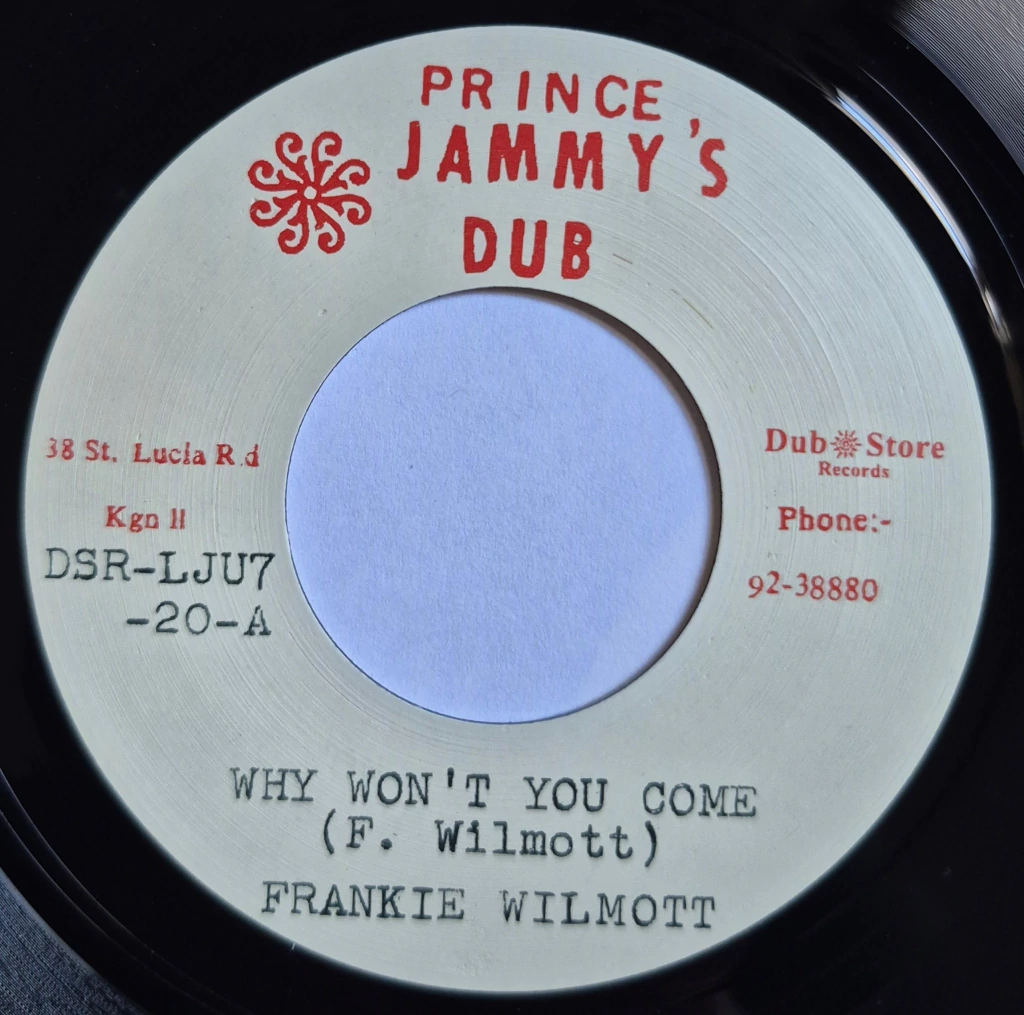 PRINCE
JAMMY'S
DUB
38 St. Lucia R.d
Kgn 11
DSR-LJU7
-20-A
Dub Store
Records
Phone:-
92-38880
WHY WON'T YOU COME
(F. Wilmott)
FRANKIE WILMOTT